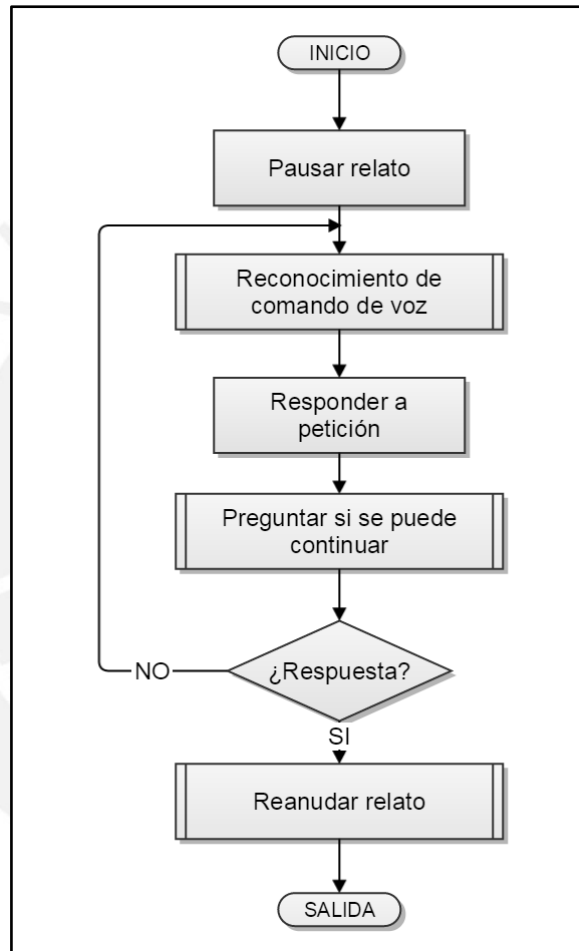 INICIO
Pausar relato
Reconocimiento de
comando de voz
Responder a
petición
Preguntar si se puede
continuar
¿Respuesta?
NO
SI
Reanudar relato
SALIDA